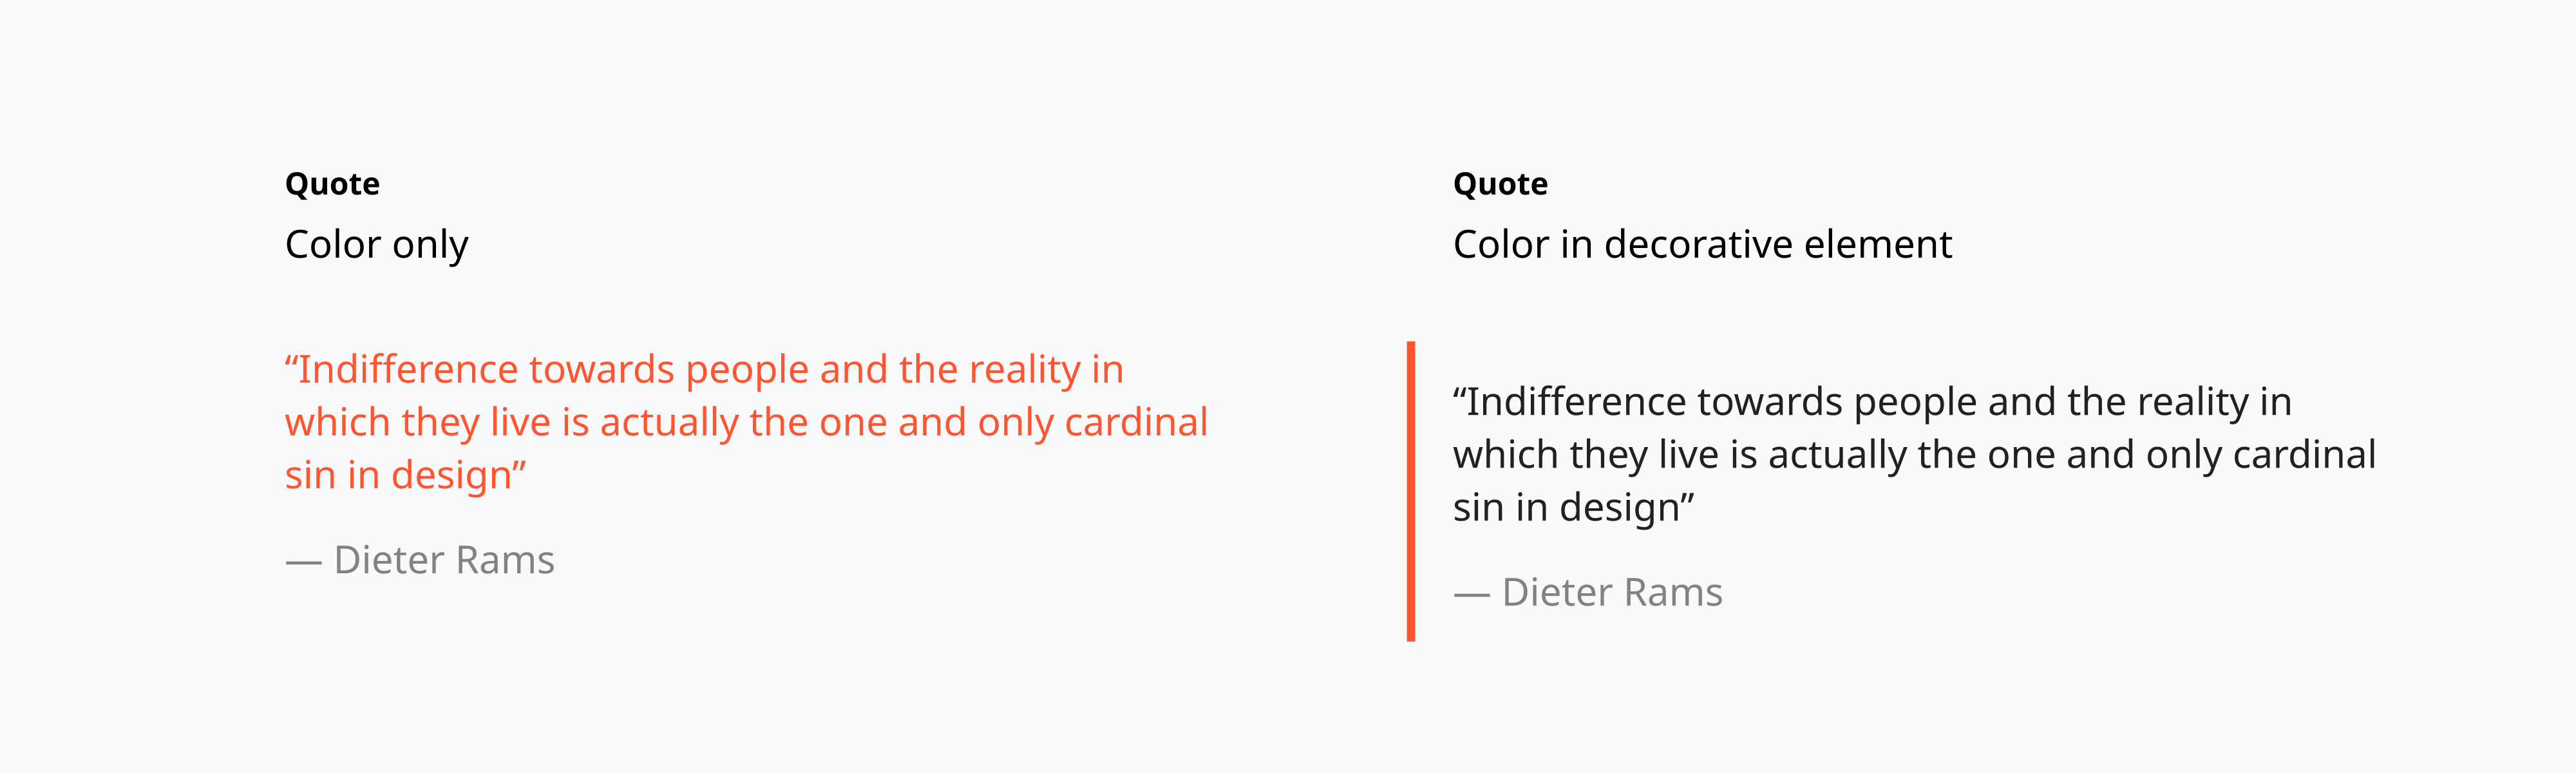 Quote
Color only
“Indifference towards people and the reality in
which they live is actually the one and only cardinal
sin in design”
— Dieter Rams
Quote
Color in decorative element
“Indifference towards people and the reality in
which they live is actually the one and only cardinal
sin in design”
— Dieter Rams